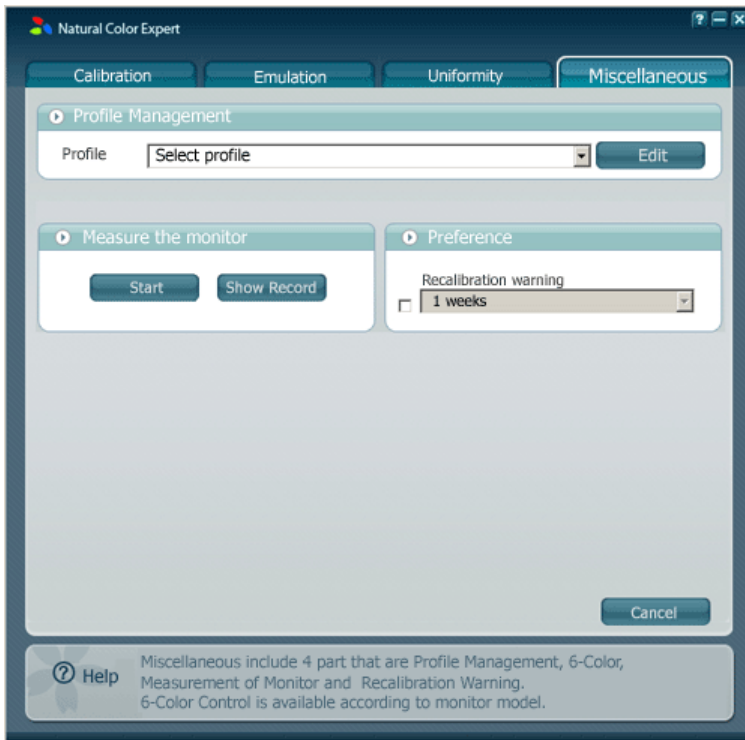 Natural Color Expert
Calibration
Emulation
Uniformity
Miscellaneous
Profile Management
Profile
Select profile
Edit
Measure the monitor
Start
Show Record
Preference
Recalibration warning
1 weeks
Cancel
? Help
Miscellaneous include 4 part that are Profile Management, 6-Color,
Measurement of Monitor and Recalibration Warning.
6-Color Control is available according to monitor model.